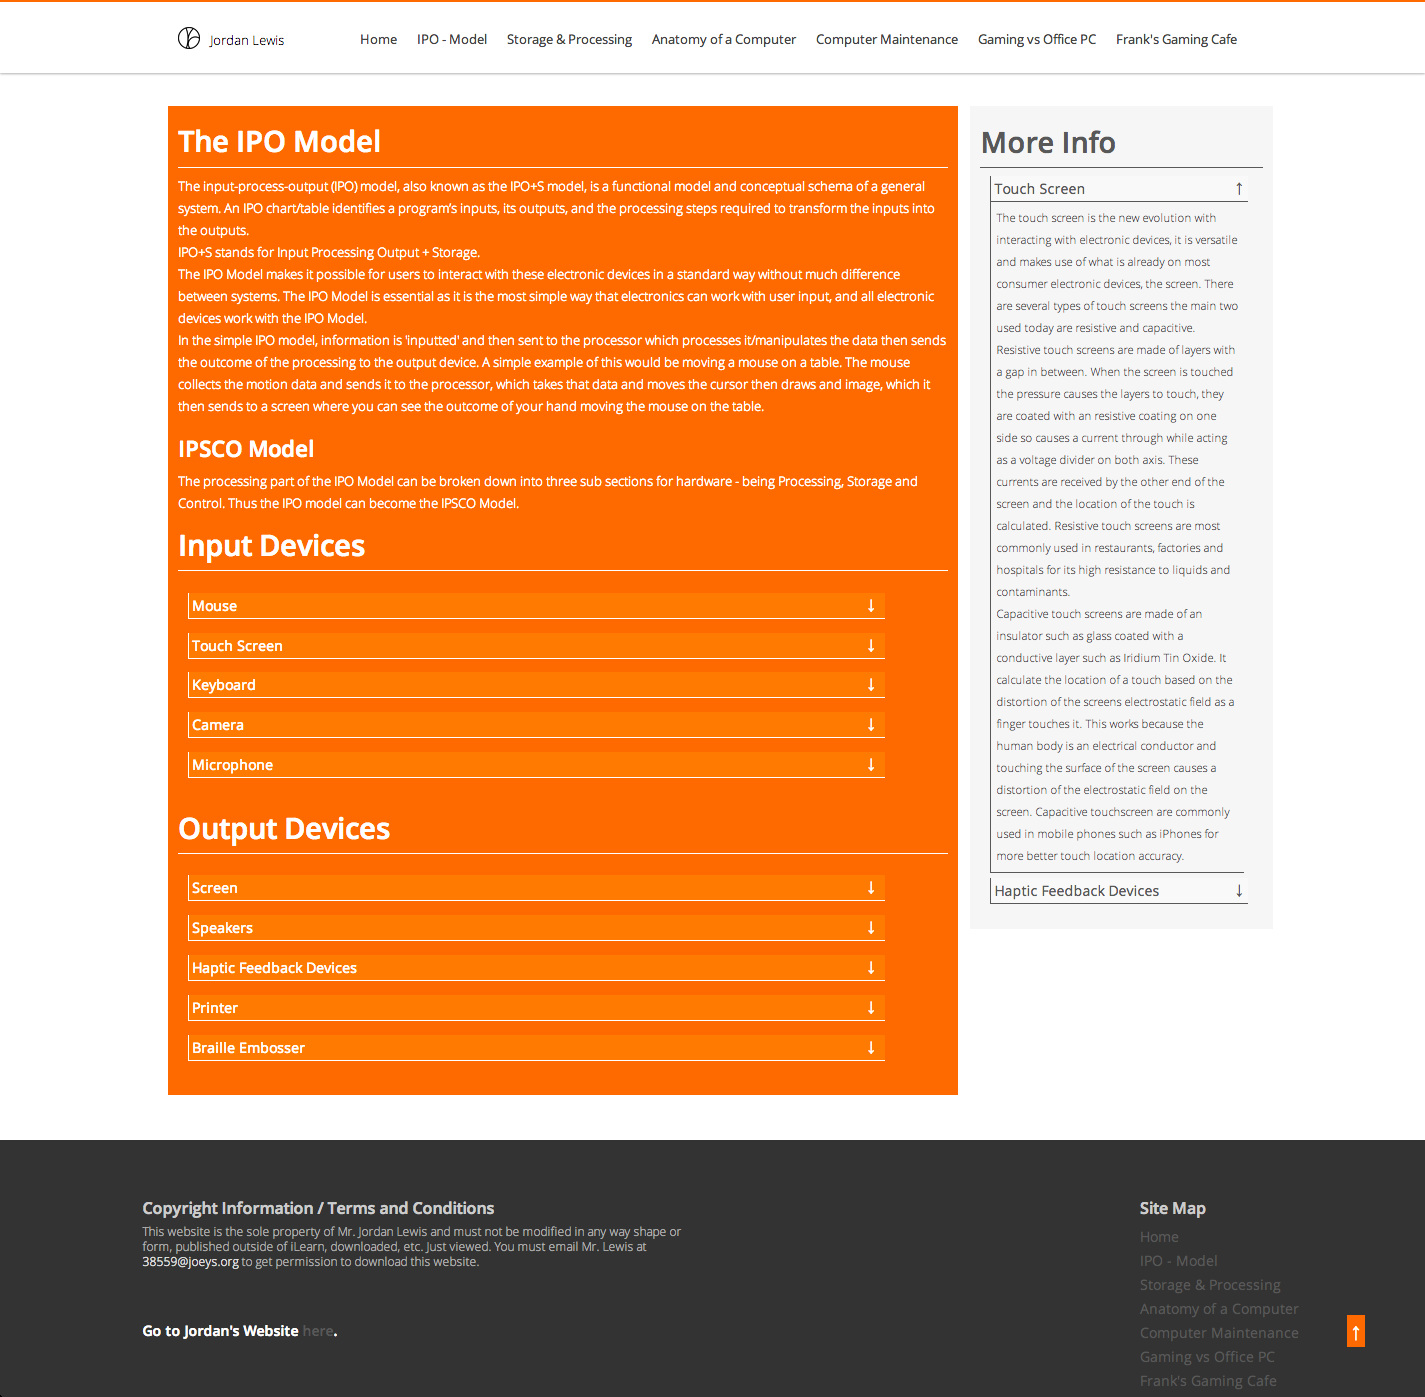 Jordan Lewis
Home IPO - Model Storage & Processing Anatomy of a Computer Computer Maintenance Gaming vs Office PC Frank's Gaming Cafe
The IPO Model
The input-process-output (IPO) model, also known as the IPO+S model, is a functional model and conceptual schema of a general
system. An IPO chart/table identifies a program's inputs, its outputs, and the processing steps required to transform the inputs into
the outputs.
IPO+S stands for Input Processing Output + Storage.
The IPO Model makes it possible for users to interact with these electronic devices in a standard way without much difference
between systems. The IPO Model is essential as it is the most simple way that electronics can work with user input, and all electronic
devices work with the IPO Model.
In the simple IPO model, information is 'inputted' and then sent to the processor which processes it/manipulates the data then sends
the outcome of the processing to the output device. A simple example of this would be moving a mouse on a table. The mouse
collects the motion data and sends it to the processor, which takes that data and moves the cursor then draws and image, which it
then sends to a screen where you can see the outcome of your hand moving the mouse on the table.
IPSCO Model
The processing part of the IPO Model can be broken down into three sub sections for hardware - being Processing, Storage and
Control. Thus the IPO model can become the IPSCO Model.
Input Devices
Mouse ↓
Touch Screen ↓
Keyboard ↓
Camera ↓
Microphone ↓
Output Devices
Screen ↓
Speakers ↓
Haptic Feedback Devices ↓
Printer ↓
Braille Embosser ↓
More Info
Touch Screen ↑
The touch screen is the new evolution with
interacting with electronic devices, it is versatile
and makes use of what is already on most
consumer electronic devices, the screen. There
are several types of touch screens the main two
used today are resistive and capacitive.
Resistive touch screens are made of layers with
a gap in between. When the screen is touched
the pressure causes the layers to touch, they
are coated with an resistive coating on one
side so causes a current through while acting
as a voltage divider on both axis. These
currents are received by the other end of the
screen and the location of the touch is
calculated. Resistive touch screens are most
commonly used in restaurants, factories and
hospitals for its high resistance to liquids and
contaminants.
Capacitive touch screens are made of an
insulator such as glass coated with a
conductive layer such as Iridium Tin Oxide. It
calculate the location of a touch based on the
distortion of the screens electrostatic field as a
finger touches it. This works because the
human body is an electrical conductor and
touching the surface of the screen causes a
distortion of the electrostatic field on the
screen. Capacitive touchscreen are commonly
used in mobile phones such as iPhones for
more better touch location accuracy.
Haptic Feedback Devices ↓
Copyright Information / Terms and Conditions
This website is the sole property of Mr. Jordan Lewis and must not be modified in any way shape or
form, published outside of iLearn, downloaded, etc. Just viewed. You must email Mr. Lewis at
38559@joeys.org to get permission to download this website.
Go to Jordan's Website here.
Site Map
Home
IPO - Model
Storage & Processing
Anatomy of a Computer
Computer Maintenance
Gaming vs Office PC
Frank's Gaming Cafe
↑